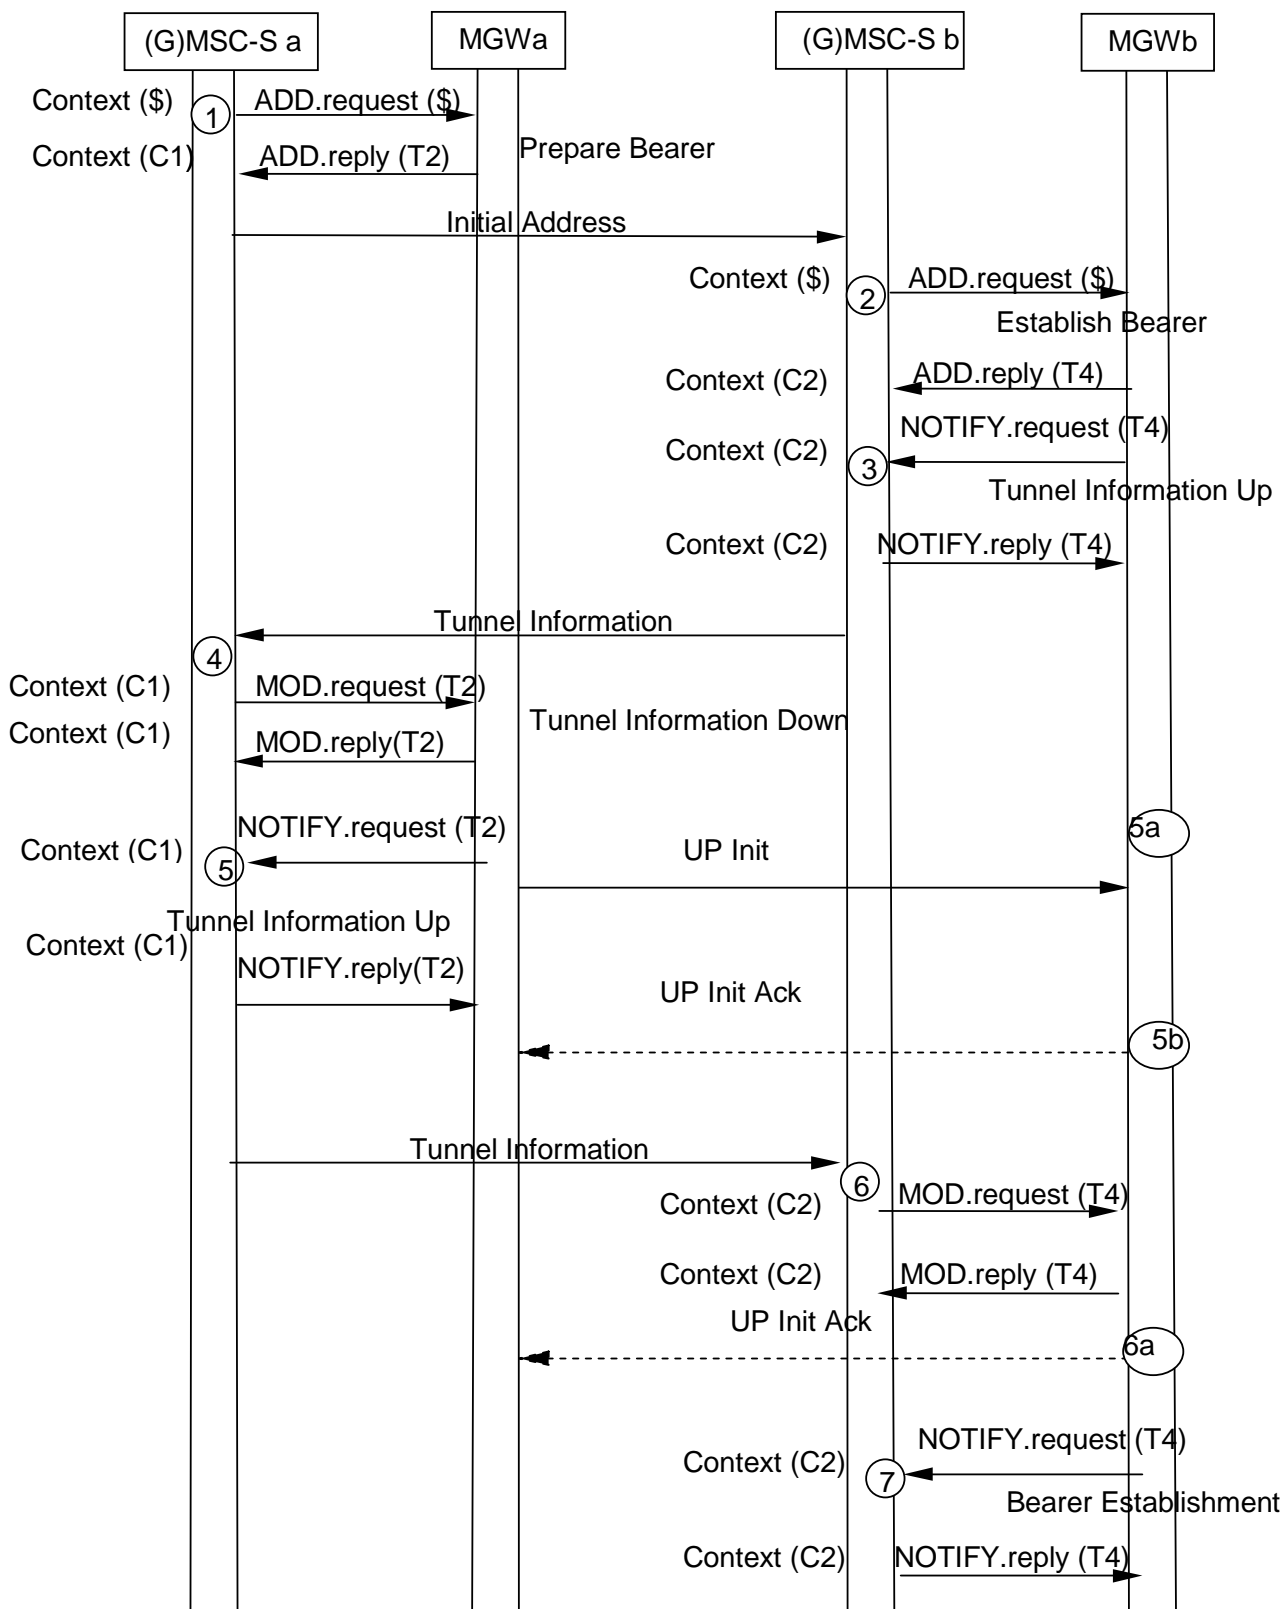 (G)MSC-S a
MGWa
(G)MSC-S b
MGWb
Context ($)
1
ADD.request ($)
Context (C1)
ADD.reply (T2)
Prepare Bearer
Initial Address
Context ($)
2
ADD.request ($)
Establish Bearer
Context (C2)
ADD.reply (T4)
NOTIFY.request (T4)
Context (C2)
3
Tunnel Information Up
Context (C2)
NOTIFY.reply (T4)
Tunnel Information
4
Context (C1)
MOD.request (T2)
Tunnel Information Down
Context (C1)
MOD.reply(T2)
NOTIFY.request (T2)
5a
Context (C1)
5
UP Init
Tunnel Information Up
Context (C1)
NOTIFY.reply(T2)
UP Init Ack
5b
Tunnel Information
6
Context (C2)
MOD.request (T4)
Context (C2)
MOD.reply (T4)
UP Init Ack
6a
NOTIFY.request (T4)
Context (C2)
7
Bearer Establishment
Context (C2)
NOTIFY.reply (T4)